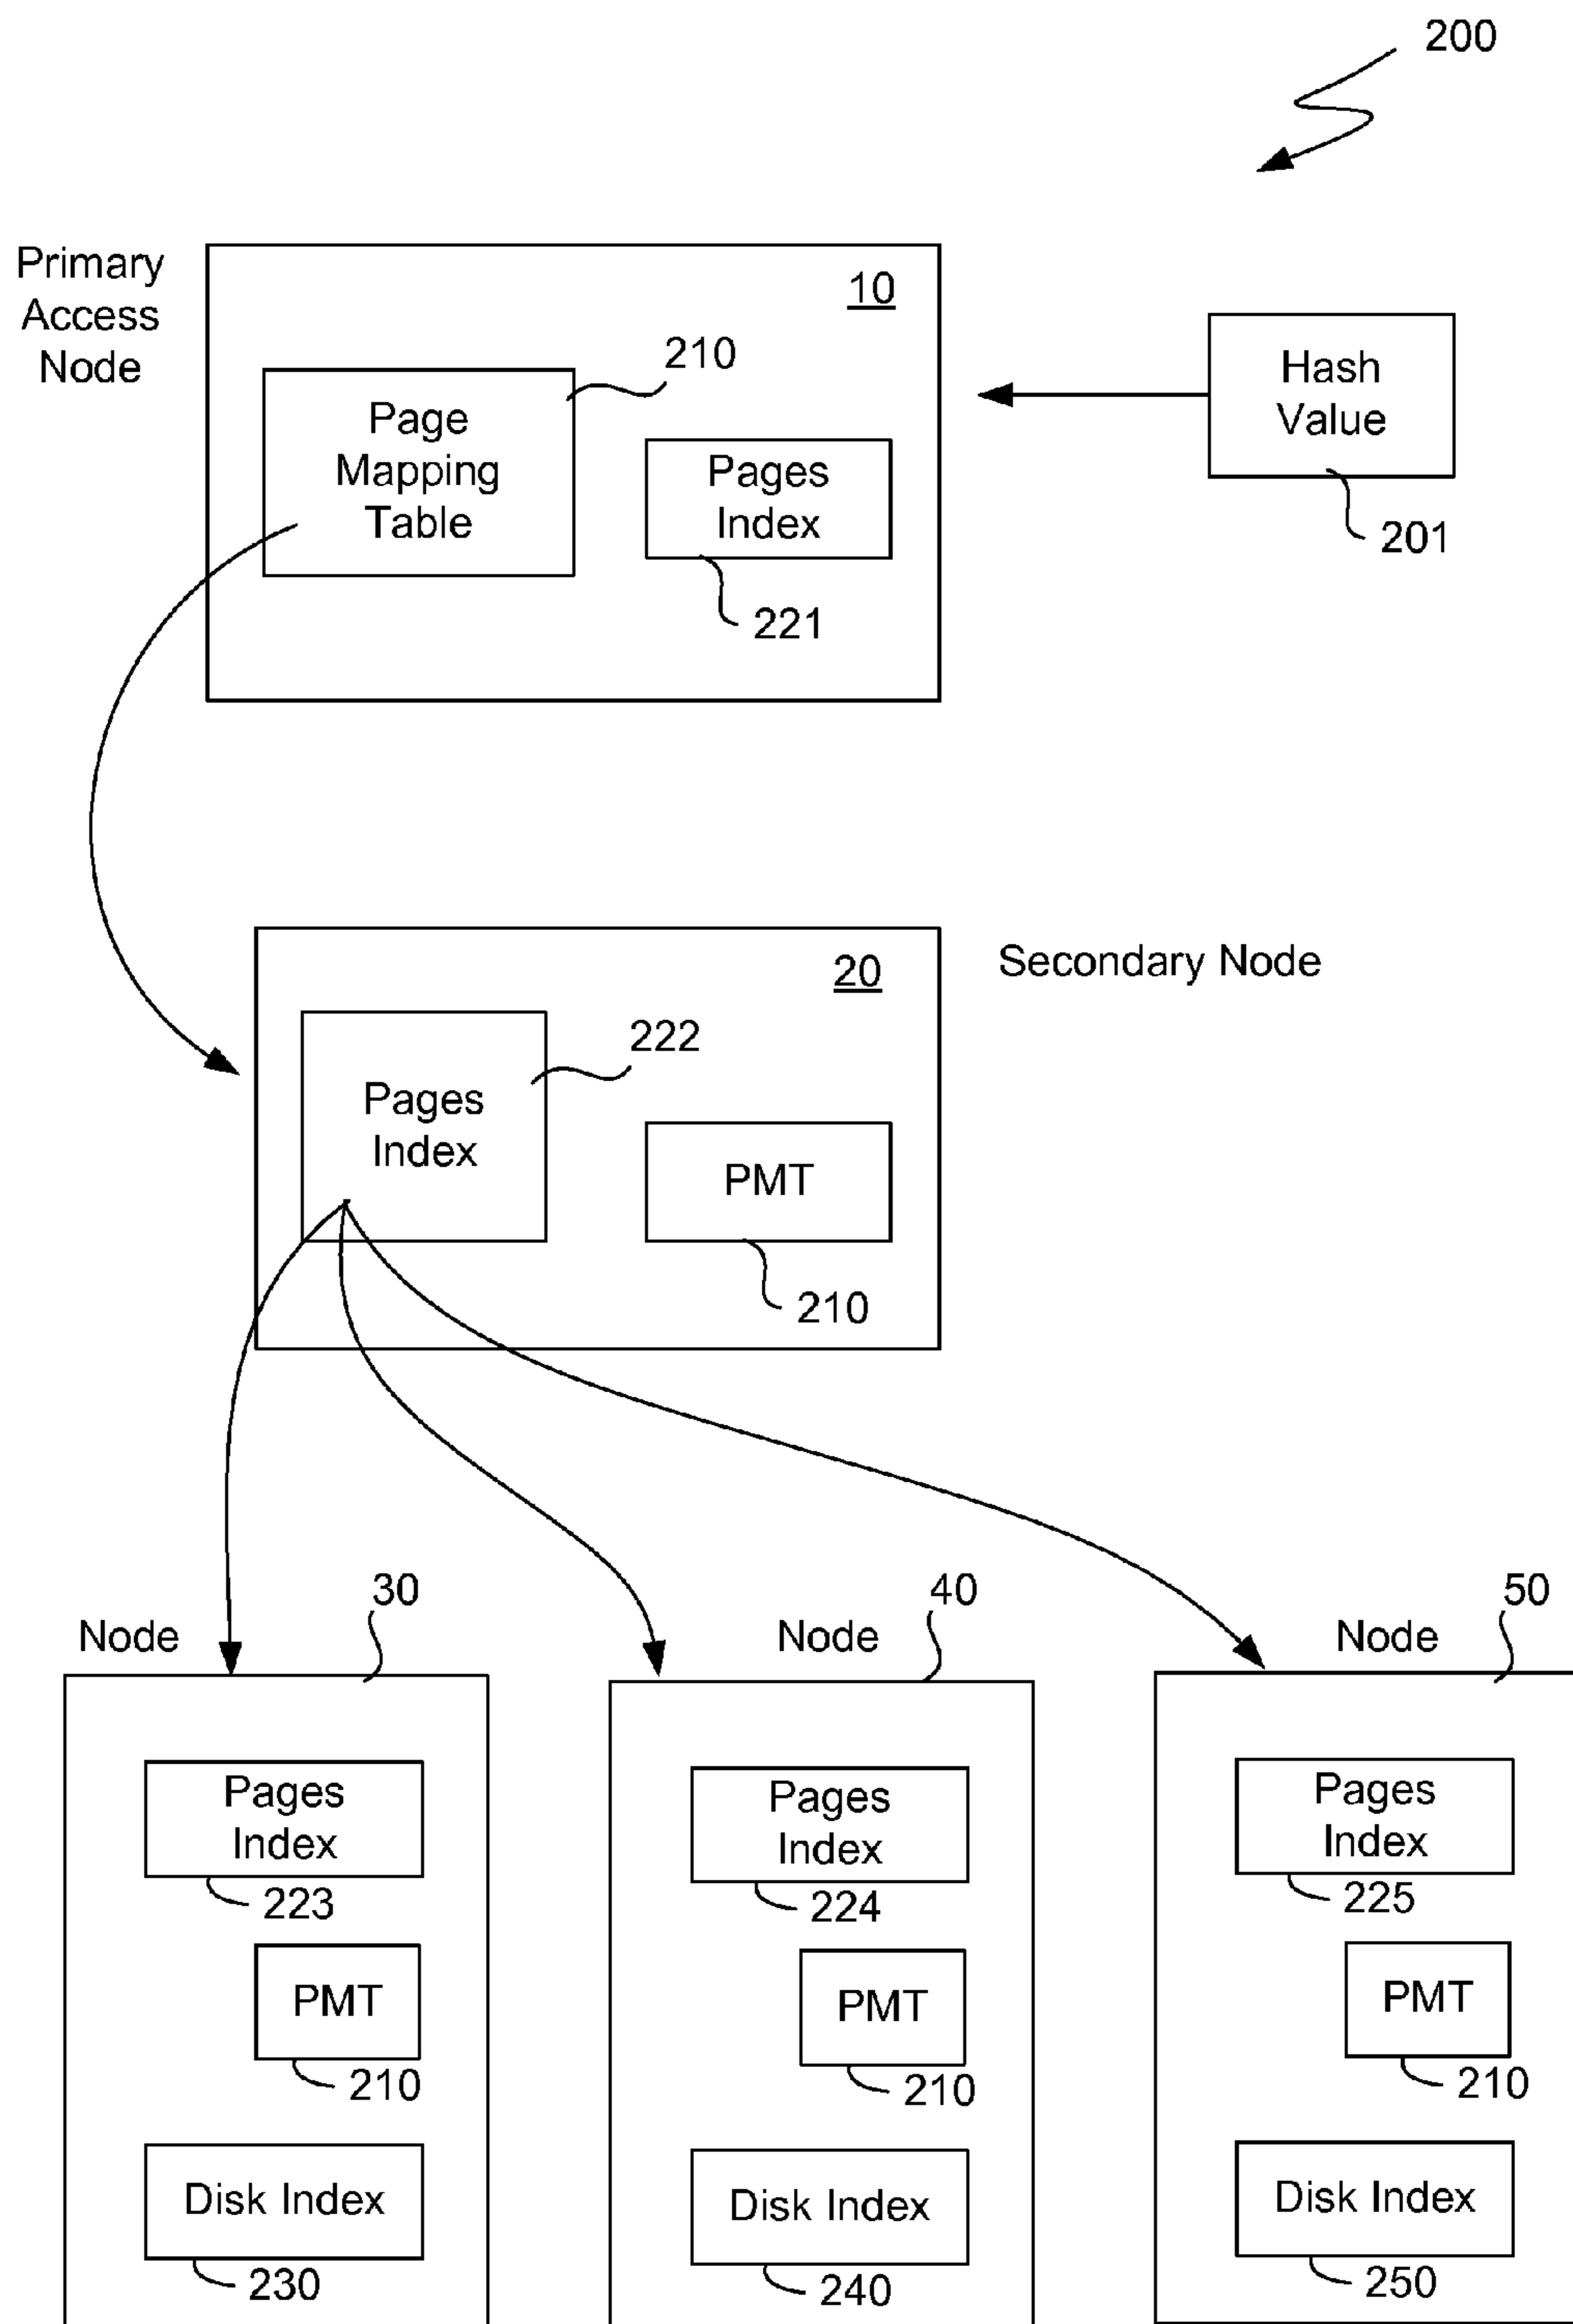 200
Primary
Access
Node
10
210
Page
Mapping
Table
Pages
Index
221
Hash
Value
201
20
Secondary Node
222
Pages
Index
PMT
210
Node
30
Pages
Index
223
PMT
210
Disk Index
230
Node
40
Pages
Index
224
PMT
210
Disk Index
240
Node
50
Pages
Index
225
PMT
210
Disk Index
250